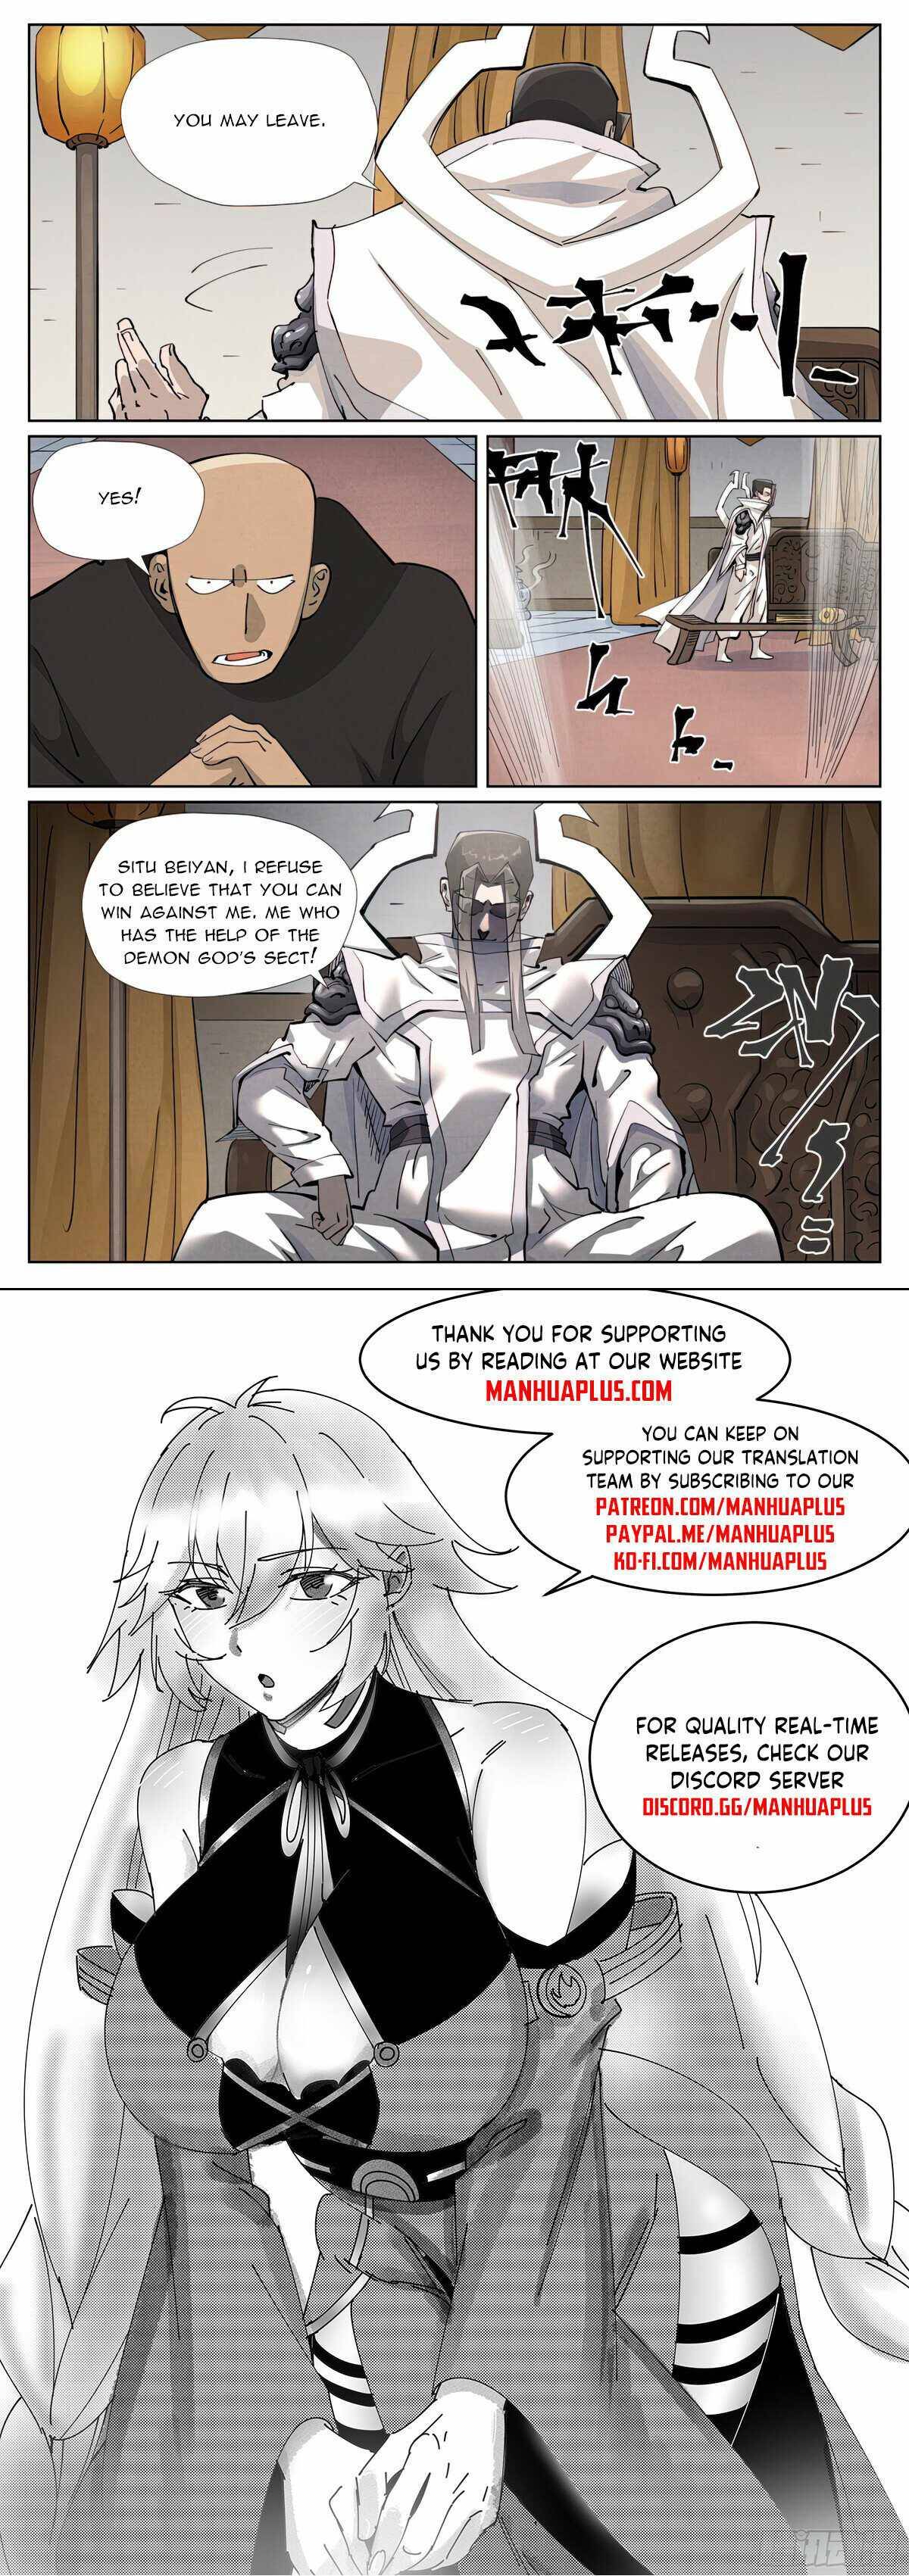 YOU MAY LEAVE.
YES!
SITU BEIYAN, I REFUSE
TO BELIEVE THAT YOU CAN
WIN AGAINST ME. ME WHO
HAS THE HELP OF THE
DEMON GOD'S SECT!
THANK YOU FOR SUPPORTING
US BY READING AT OUR WEBSITE
MANHUAPLUS.COM
YOU CAN KEEP ON
SUPPORTING OUR TRANSLATION
TEAM BY SUBSCRIBING TO OUR
PATREON.COM/MANHUAPLUS
PAYPAL.ME/MANHUAPLUS
KO-FI.COM/MANHUAPLUS
FOR QUALITY REAL-TIME
RELEASES, CHECK OUR
DISCORD SERVER
DISCORD.GG/MANHUAPLUS